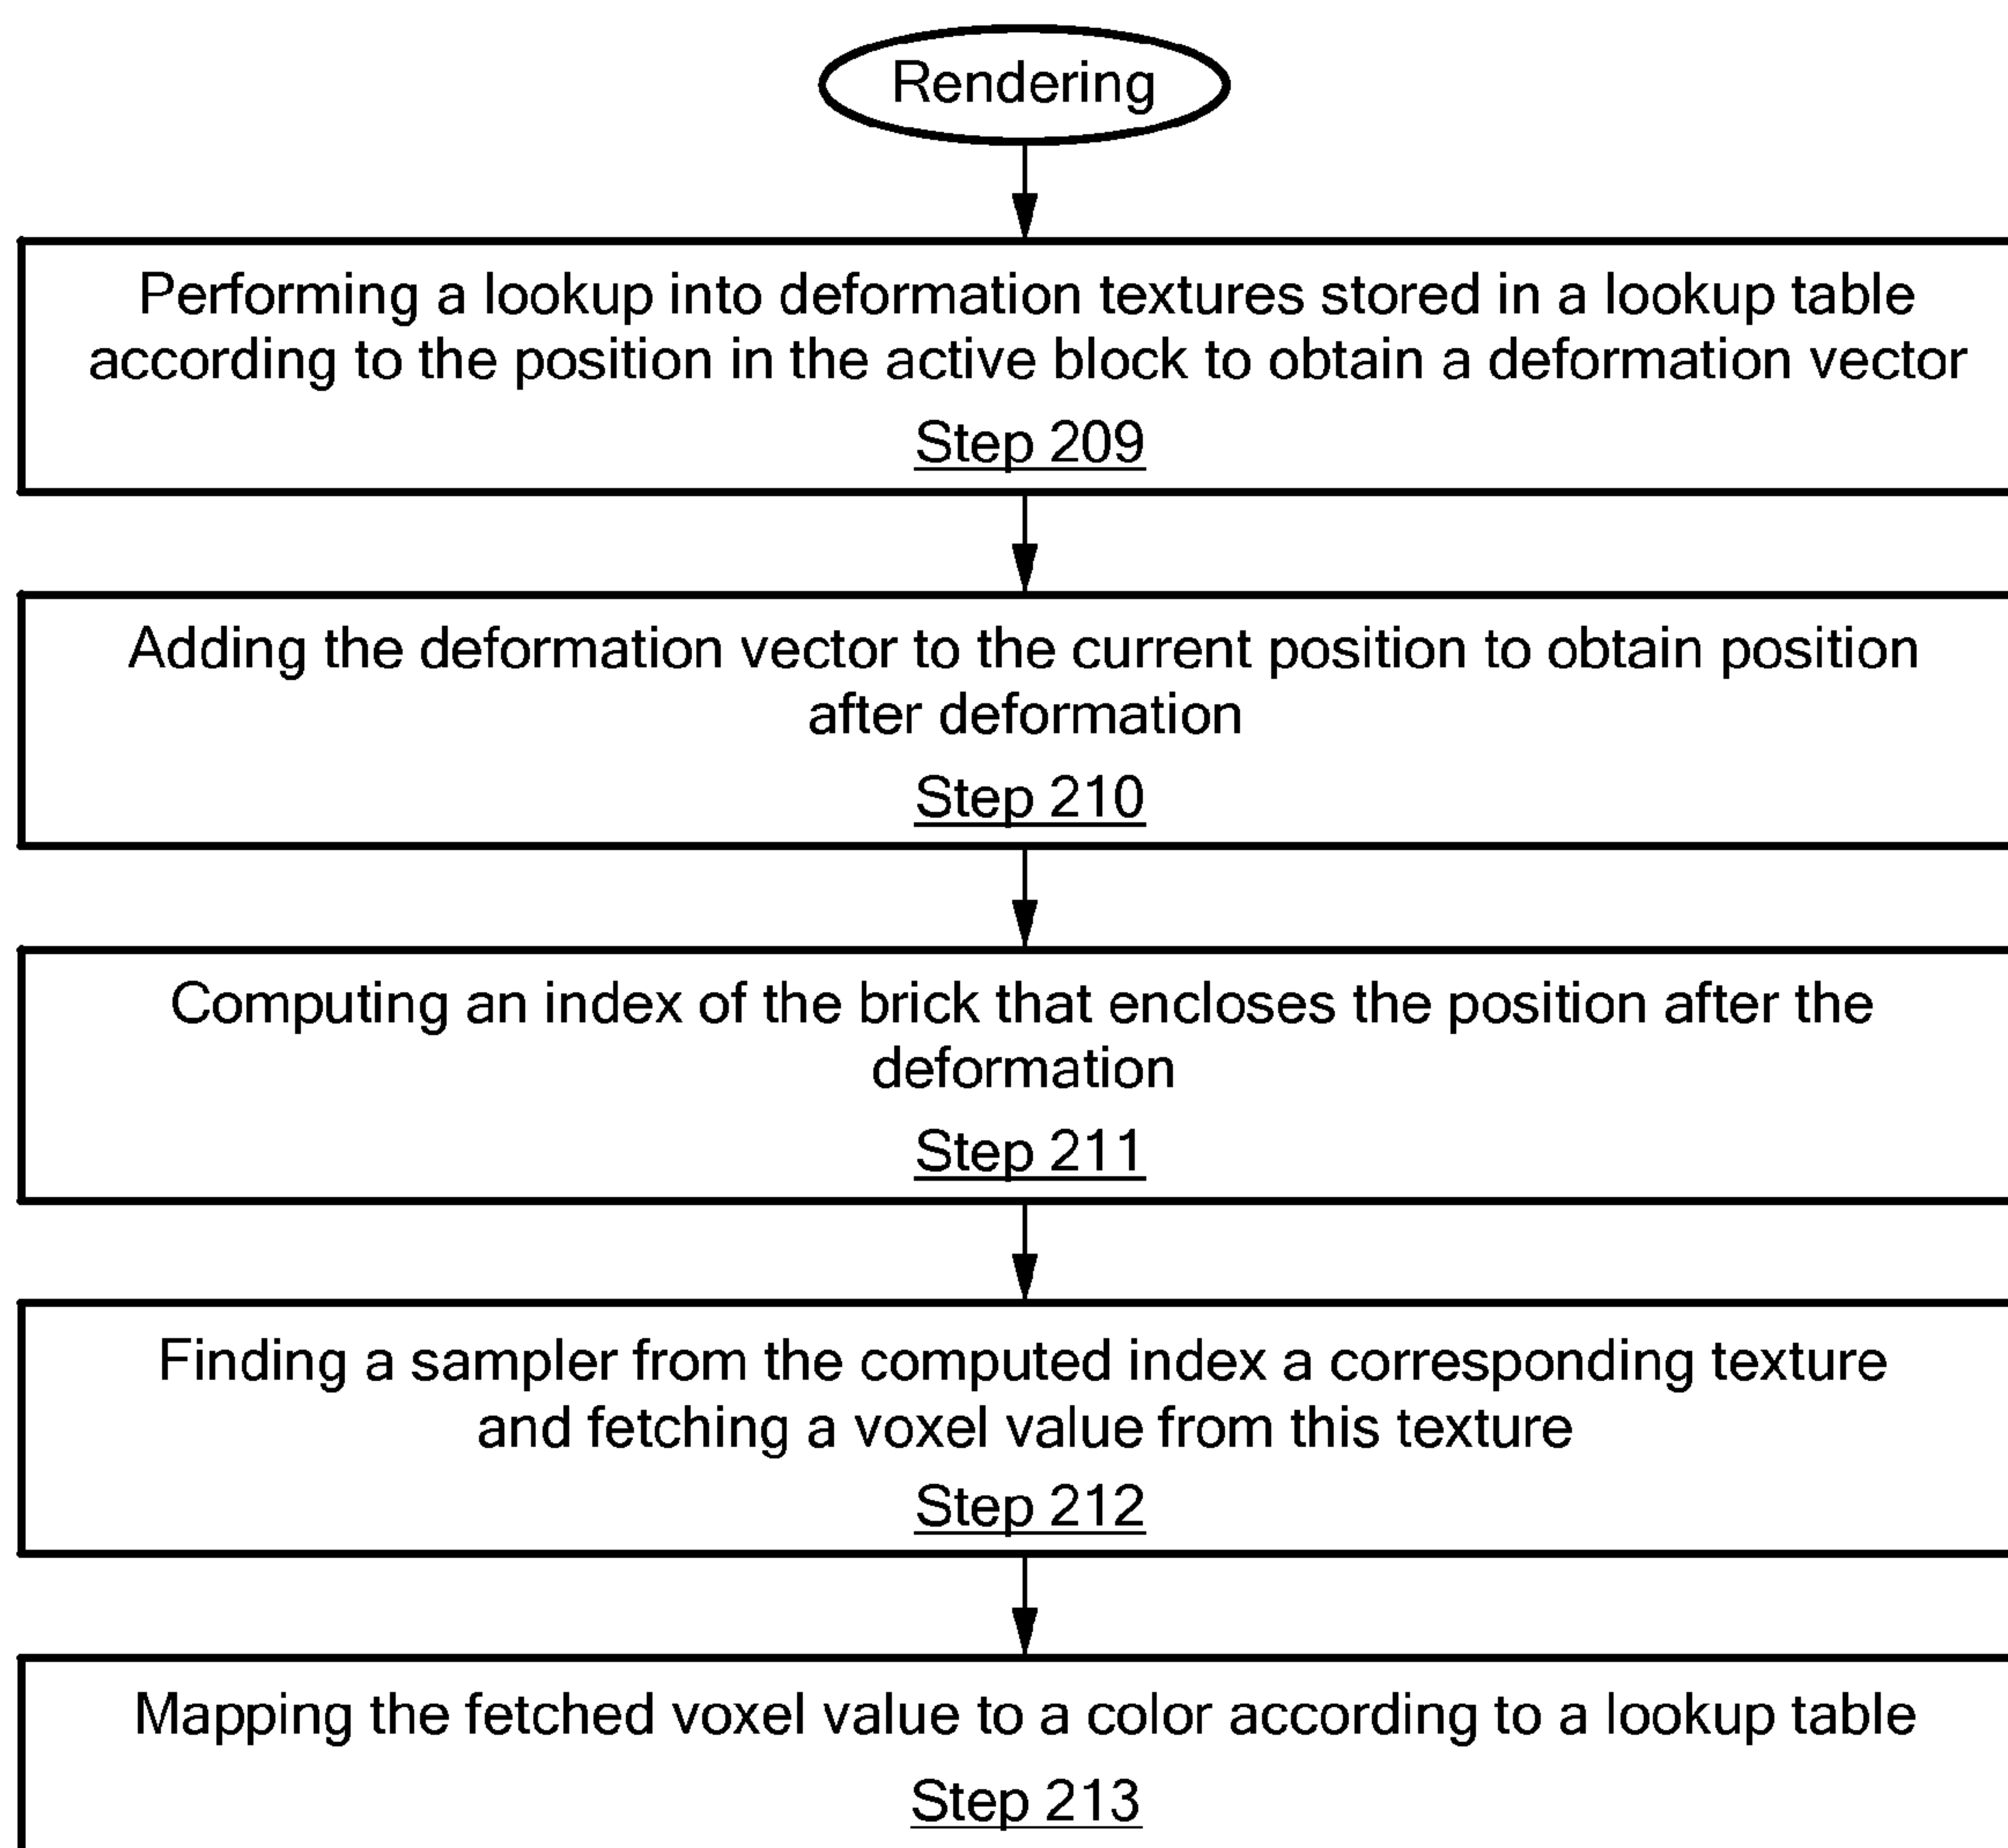 Rendering
Performing a lookup into deformation textures stored in a lookup table
according to the position in the active block to obtain a deformation vector
Step 209
Adding the deformation vector to the current position to obtain position
after deformation
Step 210
Computing an index of the brick that encloses the position after the
deformation
Step 211
Finding a sampler from the computed index a corresponding texture
and fetching a voxel value from this texture
Step 212
Mapping the fetched voxel value to a color according to a lookup table
Step 213